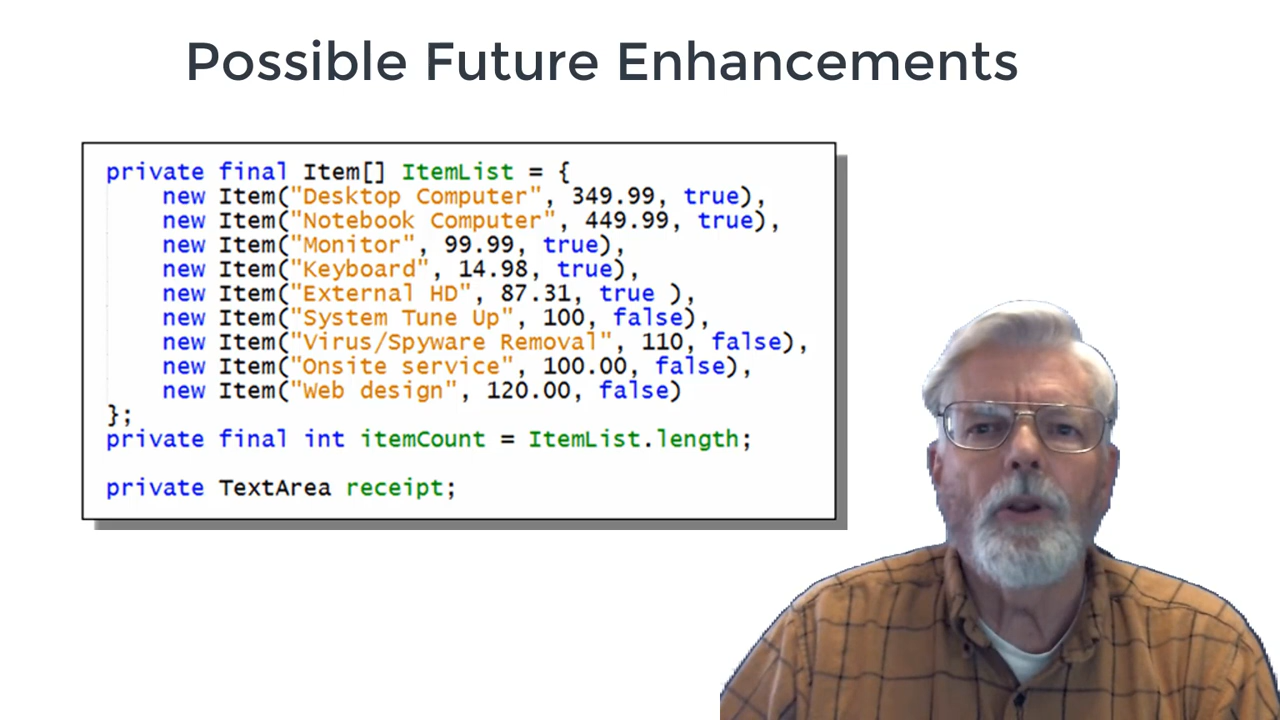 Possible Future Enhancements
private final Item[] ItemList = {
new Item("Desktop Computer", 349.99, true),
new Item("Notebook Computer", 449.99, true),
new Item("Monitor", 99.99, true),
new Item("Keyboard", 14.98, true),
new Item("External HD", 87.31, true ),
new Item("System Tune Up", 100, false),
new Item("Virus/Spyware Removal", 110, false),
new Item("Onsite service", 100.00, false),
new Item("Web design", 120.00, false)
};
private final int itemCount = ItemList.length;
private TextArea receipt;